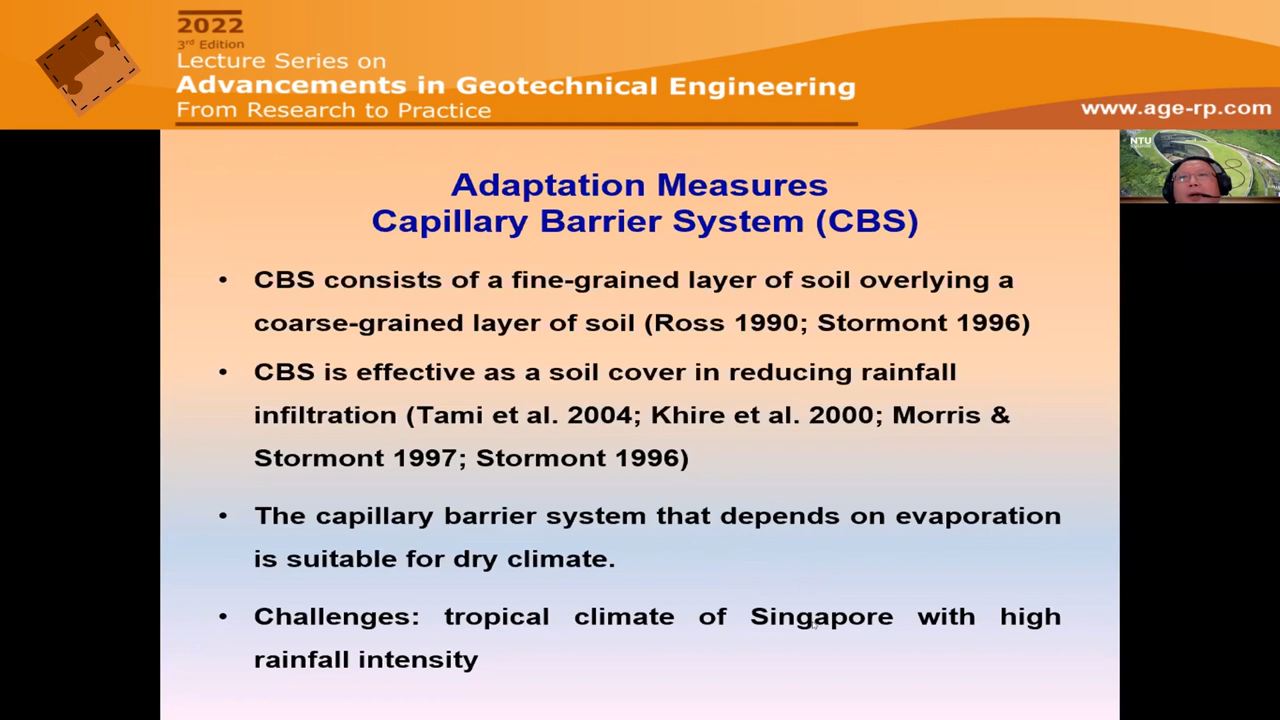 2022
3rd Edition
Lecture Series on
Advancements in Geotechnical Engineering
From Research to Practice
www.age-rp.com
NTU
Adaptation Measures
Capillary Barrier System (CBS)
• CBS consists of a fine-grained layer of soil overlying a
coarse-grained layer of soil (Ross 1990; Stormont 1996)
• CBS is effective as a soil cover in reducing rainfall
infiltration (Tami et al. 2004; Khire et al. 2000; Morris &
Stormont 1997; Stormont 1996)
• The capillary barrier system that depends on evaporation
is suitable for dry climate.
• Challenges: tropical climate of Singapore with high
rainfall intensity